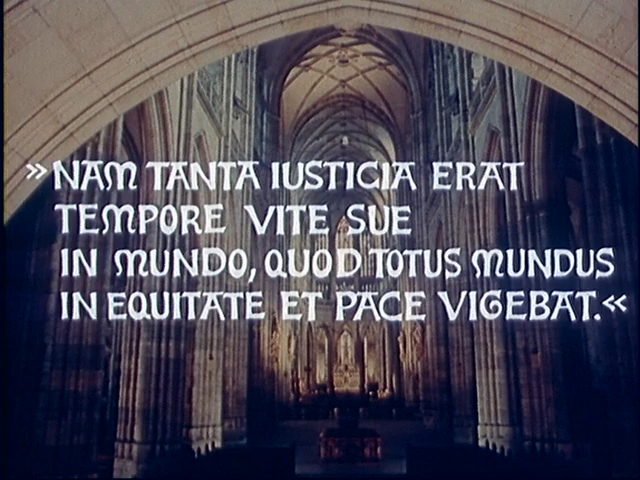 »NAM TANTA IUSTICIA ERAT
TEMPORE VITE SUE
IN MUNDO, QUOD TOTUS MUNDUS
IN EQUITATE ET PACE VIGEBAT.«